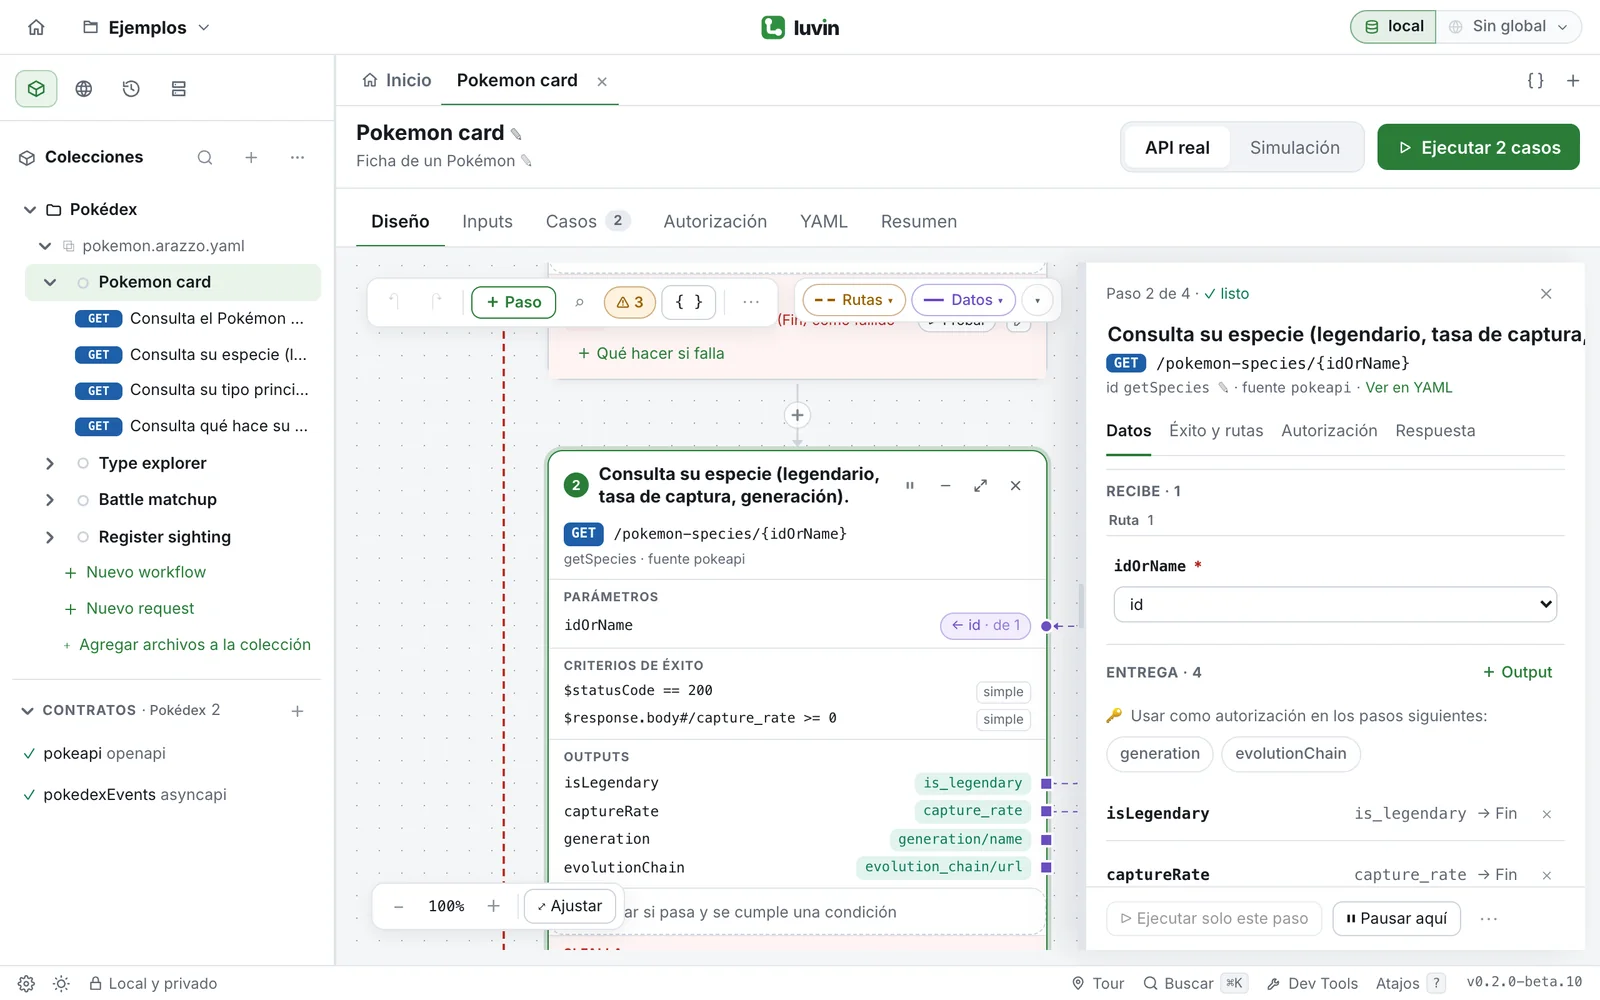 Ejemplos
luvin
local
Sin global
Inicio
Pokemon card
Pokemon card
Ficha de un Pokémon
API real
Simulación
Ejecutar 2 casos
Colecciones
Pokédex
pokemon.arazzo.yaml
Pokemon card
GET Consulta el Pokémon ...
GET Consulta su especie (l...
GET Consulta su tipo princi...
GET Consulta qué hace su ...
Type explorer
Battle matchup
Register sighting
+ Nuevo workflow
+ Nuevo request
+ Agregar archivos a la colección
CONTRATOS · Pokédex 2
pokeapi openapi
pokedexEvents asyncapi
Diseño
Inputs
Casos 2
Autorización
YAML
Resumen
+ Paso
3
{ }
...
Rutas
Datos
+ Qué hacer si falla
2
Consulta su especie (legendario,
tasa de captura, generación).
GET /pokemon-species/{idOrName}
getSpecies · fuente pokeapi
PARÁMETROS
idOrName
← id · de 1
CRITERIOS DE ÉXITO
$statusCode == 200
simple
$response.body#/capture_rate >= 0
simple
OUTPUTS
isLegendary
is_legendary
captureRate
capture_rate
generation
generation/name
evolutionChain
evolution_chain/url
ar si pasa y se cumple una condición
− 100% +
Ajustar
Paso 2 de 4 · ✓ listo
Consulta su especie (legendario, tasa de captura,
GET /pokemon-species/{idOrName}
id getSpecies · fuente pokeapi · Ver en YAML
Datos
Éxito y rutas
Autorización
Respuesta
RECIBE · 1
Ruta 1
idOrName *
id
ENTREGA · 4
+ Output
Usar como autorización en los pasos siguientes:
generation
evolutionChain
isLegendary
is_legendary → Fin ×
captureRate
capture_rate → Fin ×
Ejecutar solo este paso
Pausar aquí
...
Local y privado
Tour
Buscar ⌘K
Dev Tools
Atajos ?
v0.2.0-beta.10